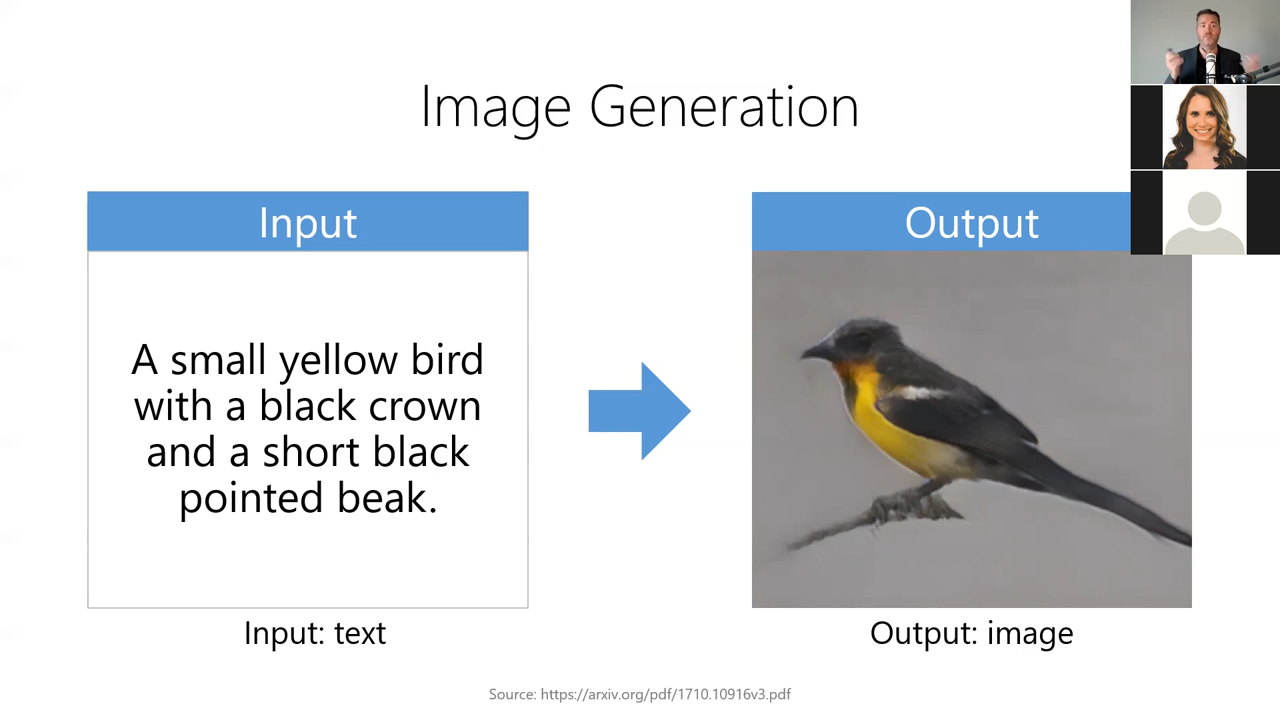 Image Generation
Input
A small yellow bird
with a black crown
and a short black
pointed beak.
Input: text
Output
Output: image
Source: https://arxiv.org/pdf/1710.10916v3.pdf